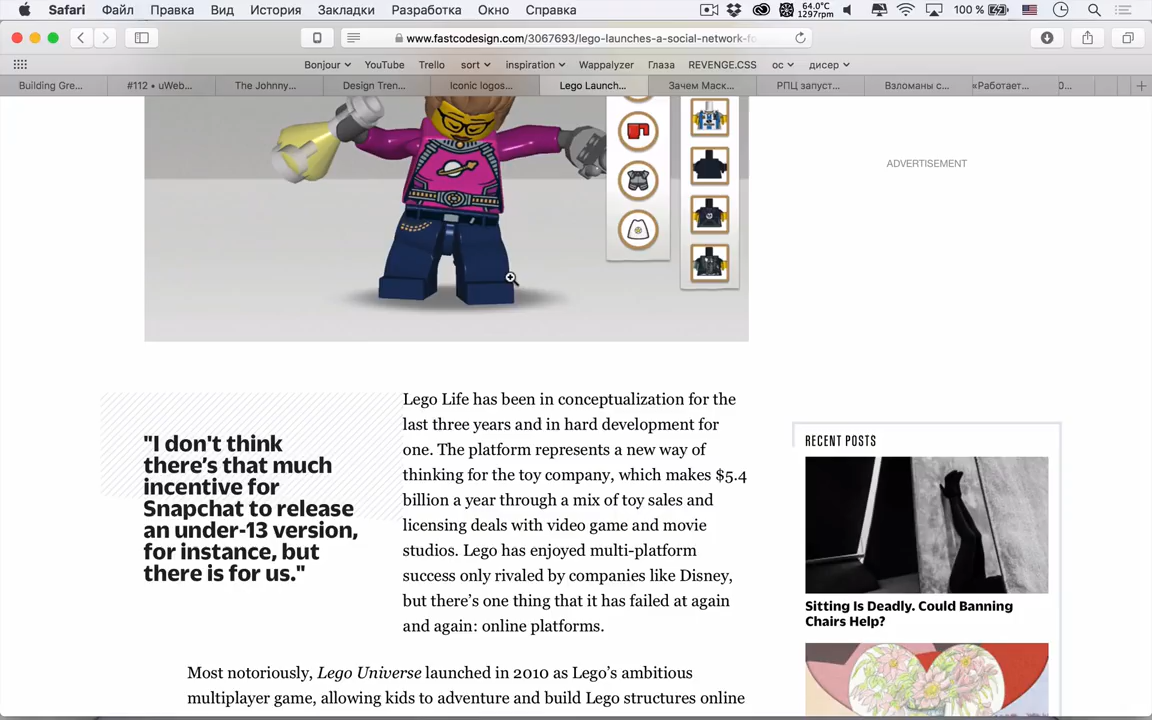 Safari Файл Правка Вид История Закладки Разработка Окно Справка 64.0°C 1297rpm 100 %
www.fastcodesign.com/3067693/lego-launches-a-social-network-fo
Bonjour YouTube Trello sort inspiration Wappalyzer Глаза REVENGE.CSS ос дисер
Building Gre... #112 • uWeb... The Johnny... Design Tren... Iconic logos... Lego Launch... Зачем Маск... РПЦ запуст... Взломаны с... «Работает...
ADVERTISEMENT
"I don't think
there's that much
incentive for
Snapchat to release
an under-13 version,
for instance, but
there is for us."
Lego Life has been in conceptualization for the
last three years and in hard development for
one. The platform represents a new way of
thinking for the toy company, which makes $5.4
billion a year through a mix of toy sales and
licensing deals with video game and movie
studios. Lego has enjoyed multi-platform
success only rivaled by companies like Disney,
but there's one thing that it has failed at again
and again: online platforms.
Most notoriously, Lego Universe launched in 2010 as Lego's ambitious
multiplayer game, allowing kids to adventure and build Lego structures online
RECENT POSTS
Sitting Is Deadly. Could Banning
Chairs Help?